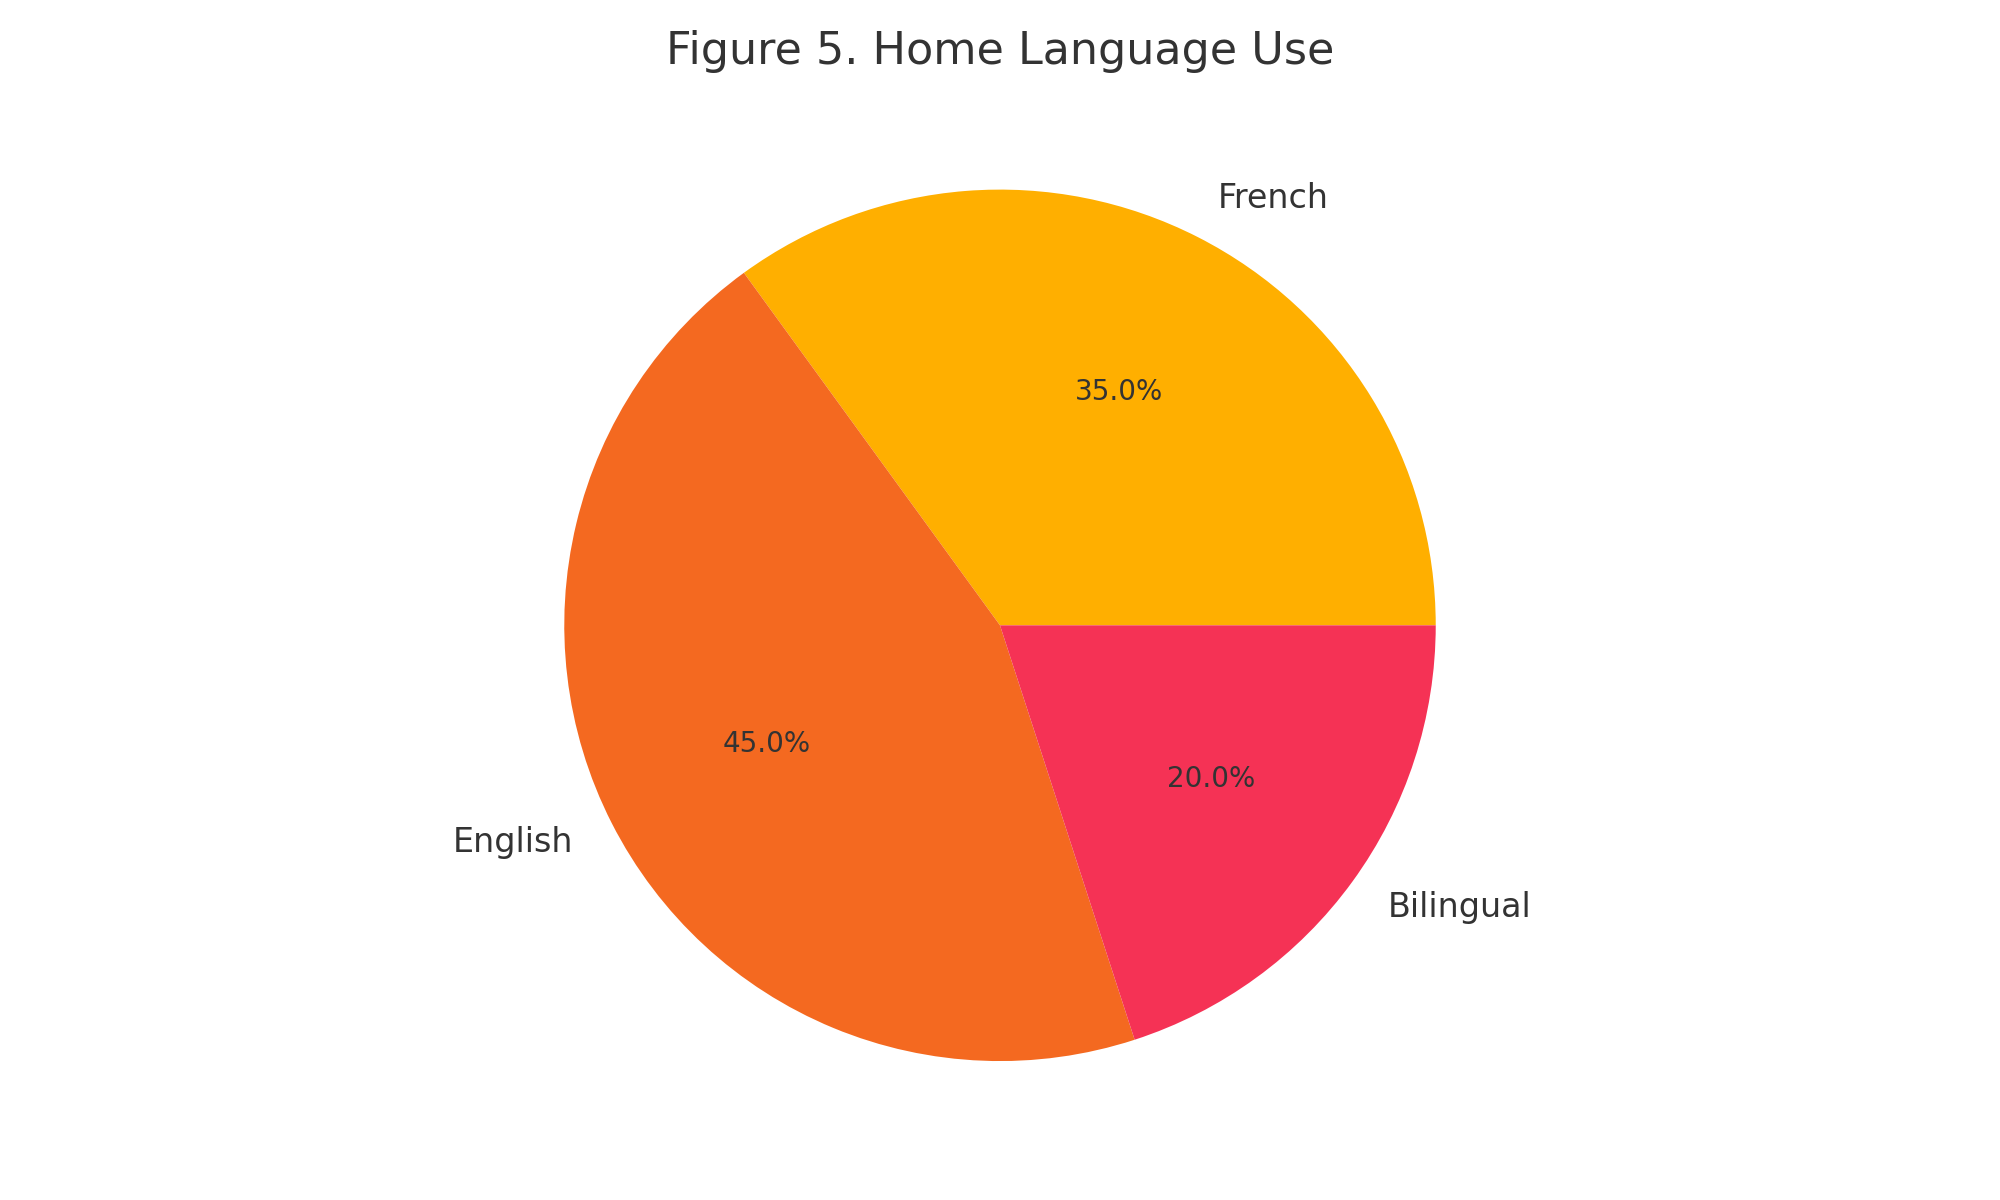 Figure 5. Home Language Use
French
35.0%
45.0%
20.0%
English
Bilingual